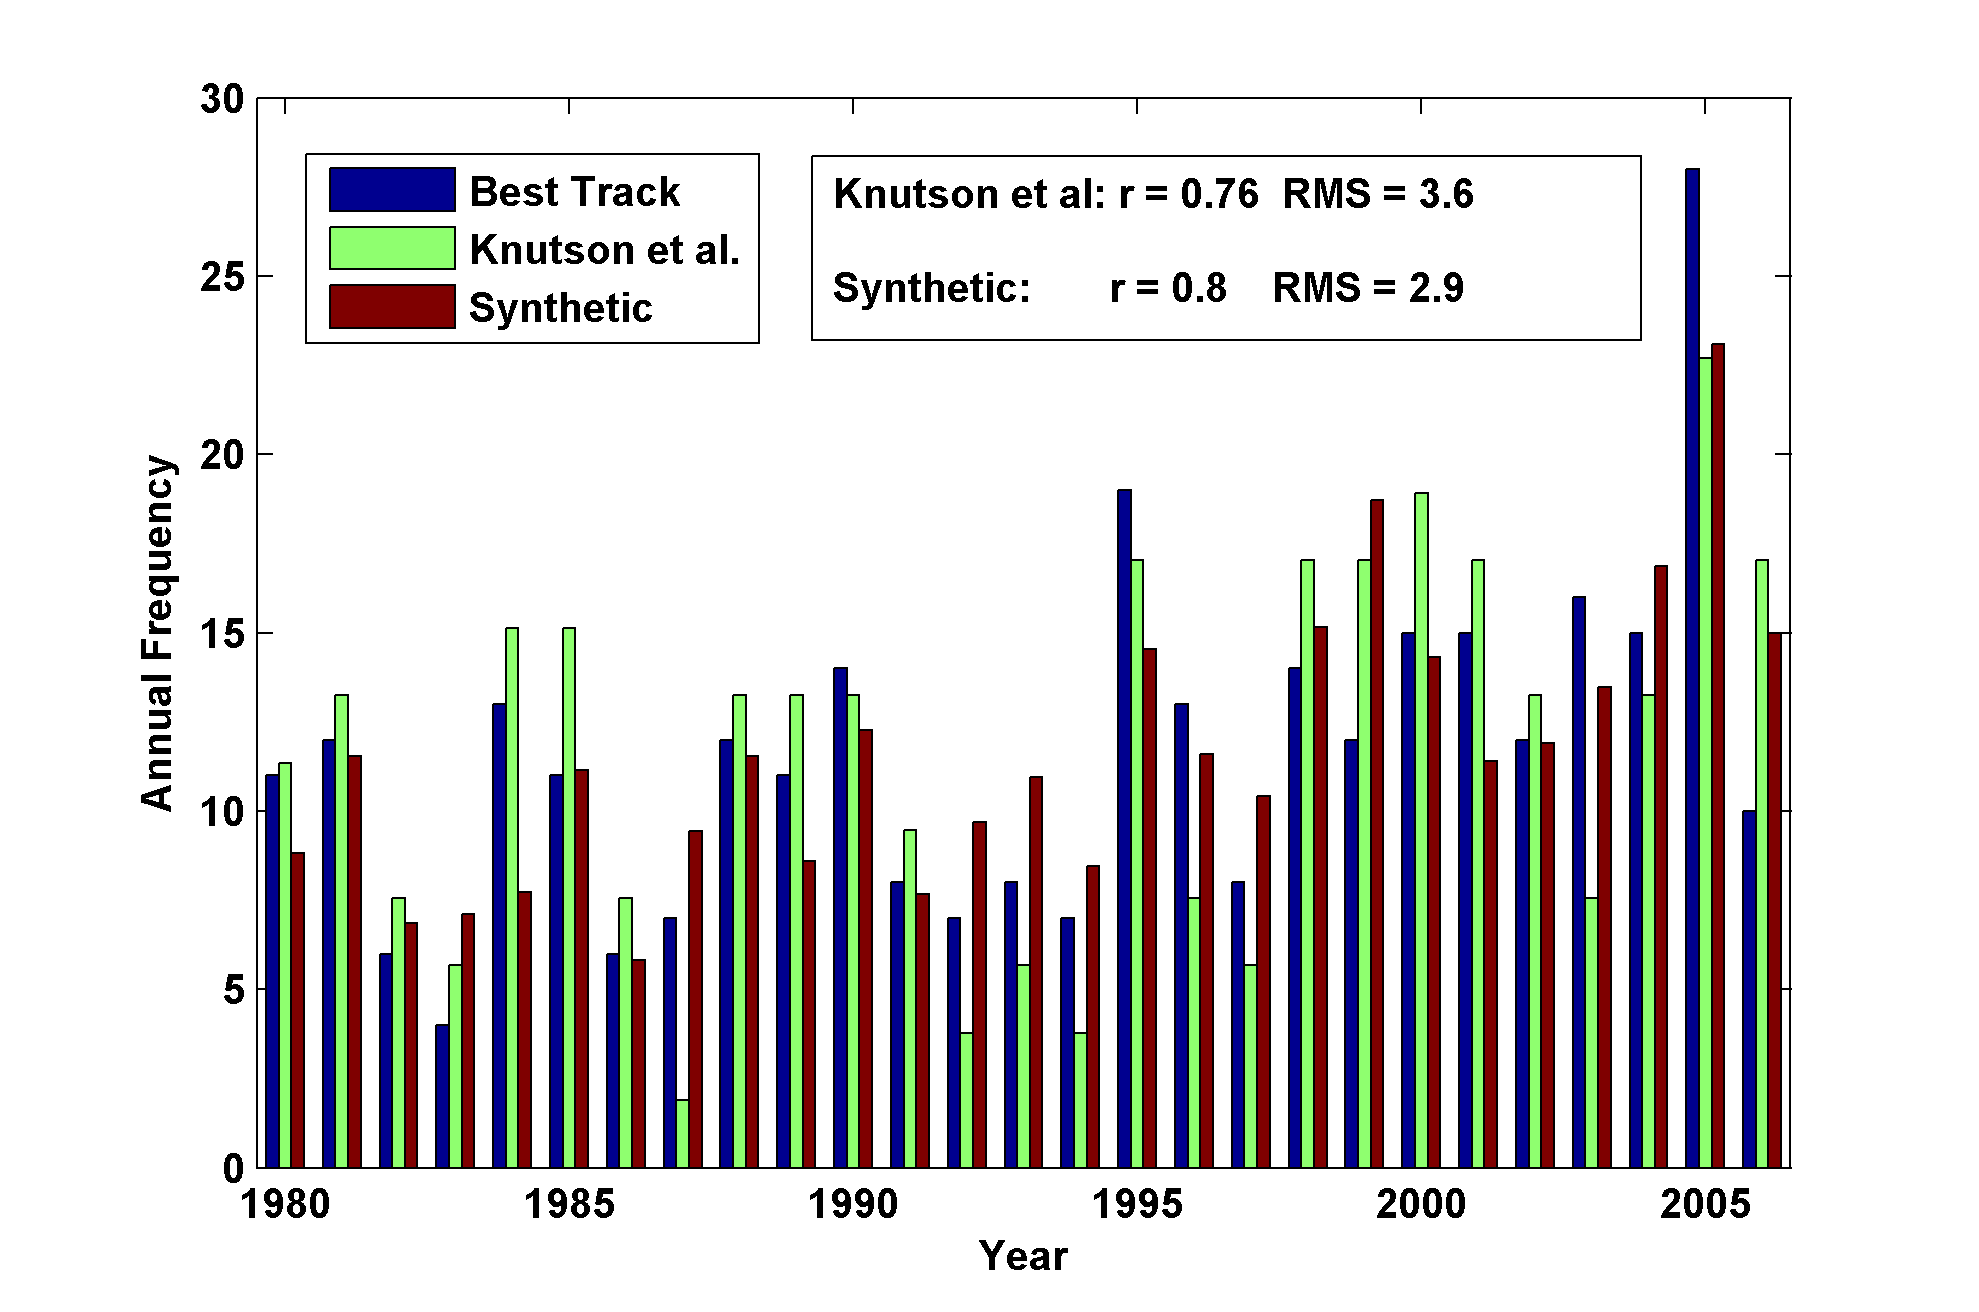 30
25
20
15
10
5
0
Annual Frequency
Best Track
Knutson et al.
Synthetic
Knutson et al: r = 0.76 RMS = 3.6
Synthetic: r = 0.8 RMS = 2.9
1980 1985 1990 1995 2000 2005
Year